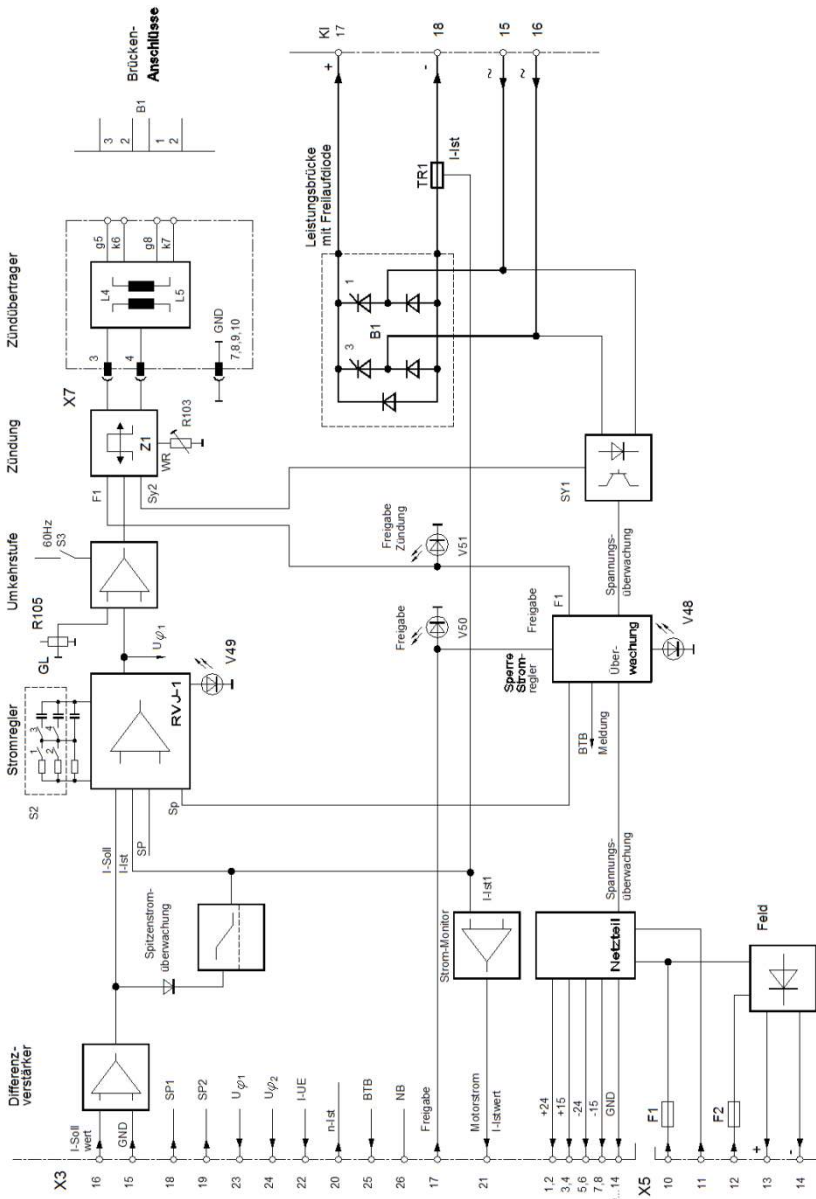 Differenz-
verstärker
Stromregler
Umkehrstufe
Zündung
Zündübertrager
Brücken-
Anschlüsse
S2
1
3
2
4
R105
GL
60Hz
S3
F1
X7
3
4
L4
L5
g5
k6
g8
k7
3
2
B1
1
2
GND
7,8,9,10
Z1
WR
R103
Sy2
RVJ-1
Uφ1
V49
I-Soll
I-Ist
SP
Sp
Spitzenstrom-
überwachung
X3
I-Soll
wert
16
GND
15
SP1
18
SP2
19
Uφ1
23
Uφ2
24
I-UE
22
n-Ist
20
BTB
25
NB
26
Freigabe
17
Motorstrom
I-Istwert
21
Strom-Monitor
I-Ist1
Freigabe
V50
Freigabe
Zündung
V51
Leistungsbrücke
mit Freilaufdiode
3
1
B1
TR1
I-Ist
Kl
17
+
18
-
15
~
16
~
SY1
Spannungs-
überwachung
Sperre
Strom-
regler
Freigabe
F1
Über-
wachung
V48
BTB
Meldung
Spannungs-
überwachung
Netzteil
+24
1,2
+15
3,4
-24
5,6
-15
7,8
GND
...14
X5
F1
10
11
F2
12
+
13
-
14
Feld